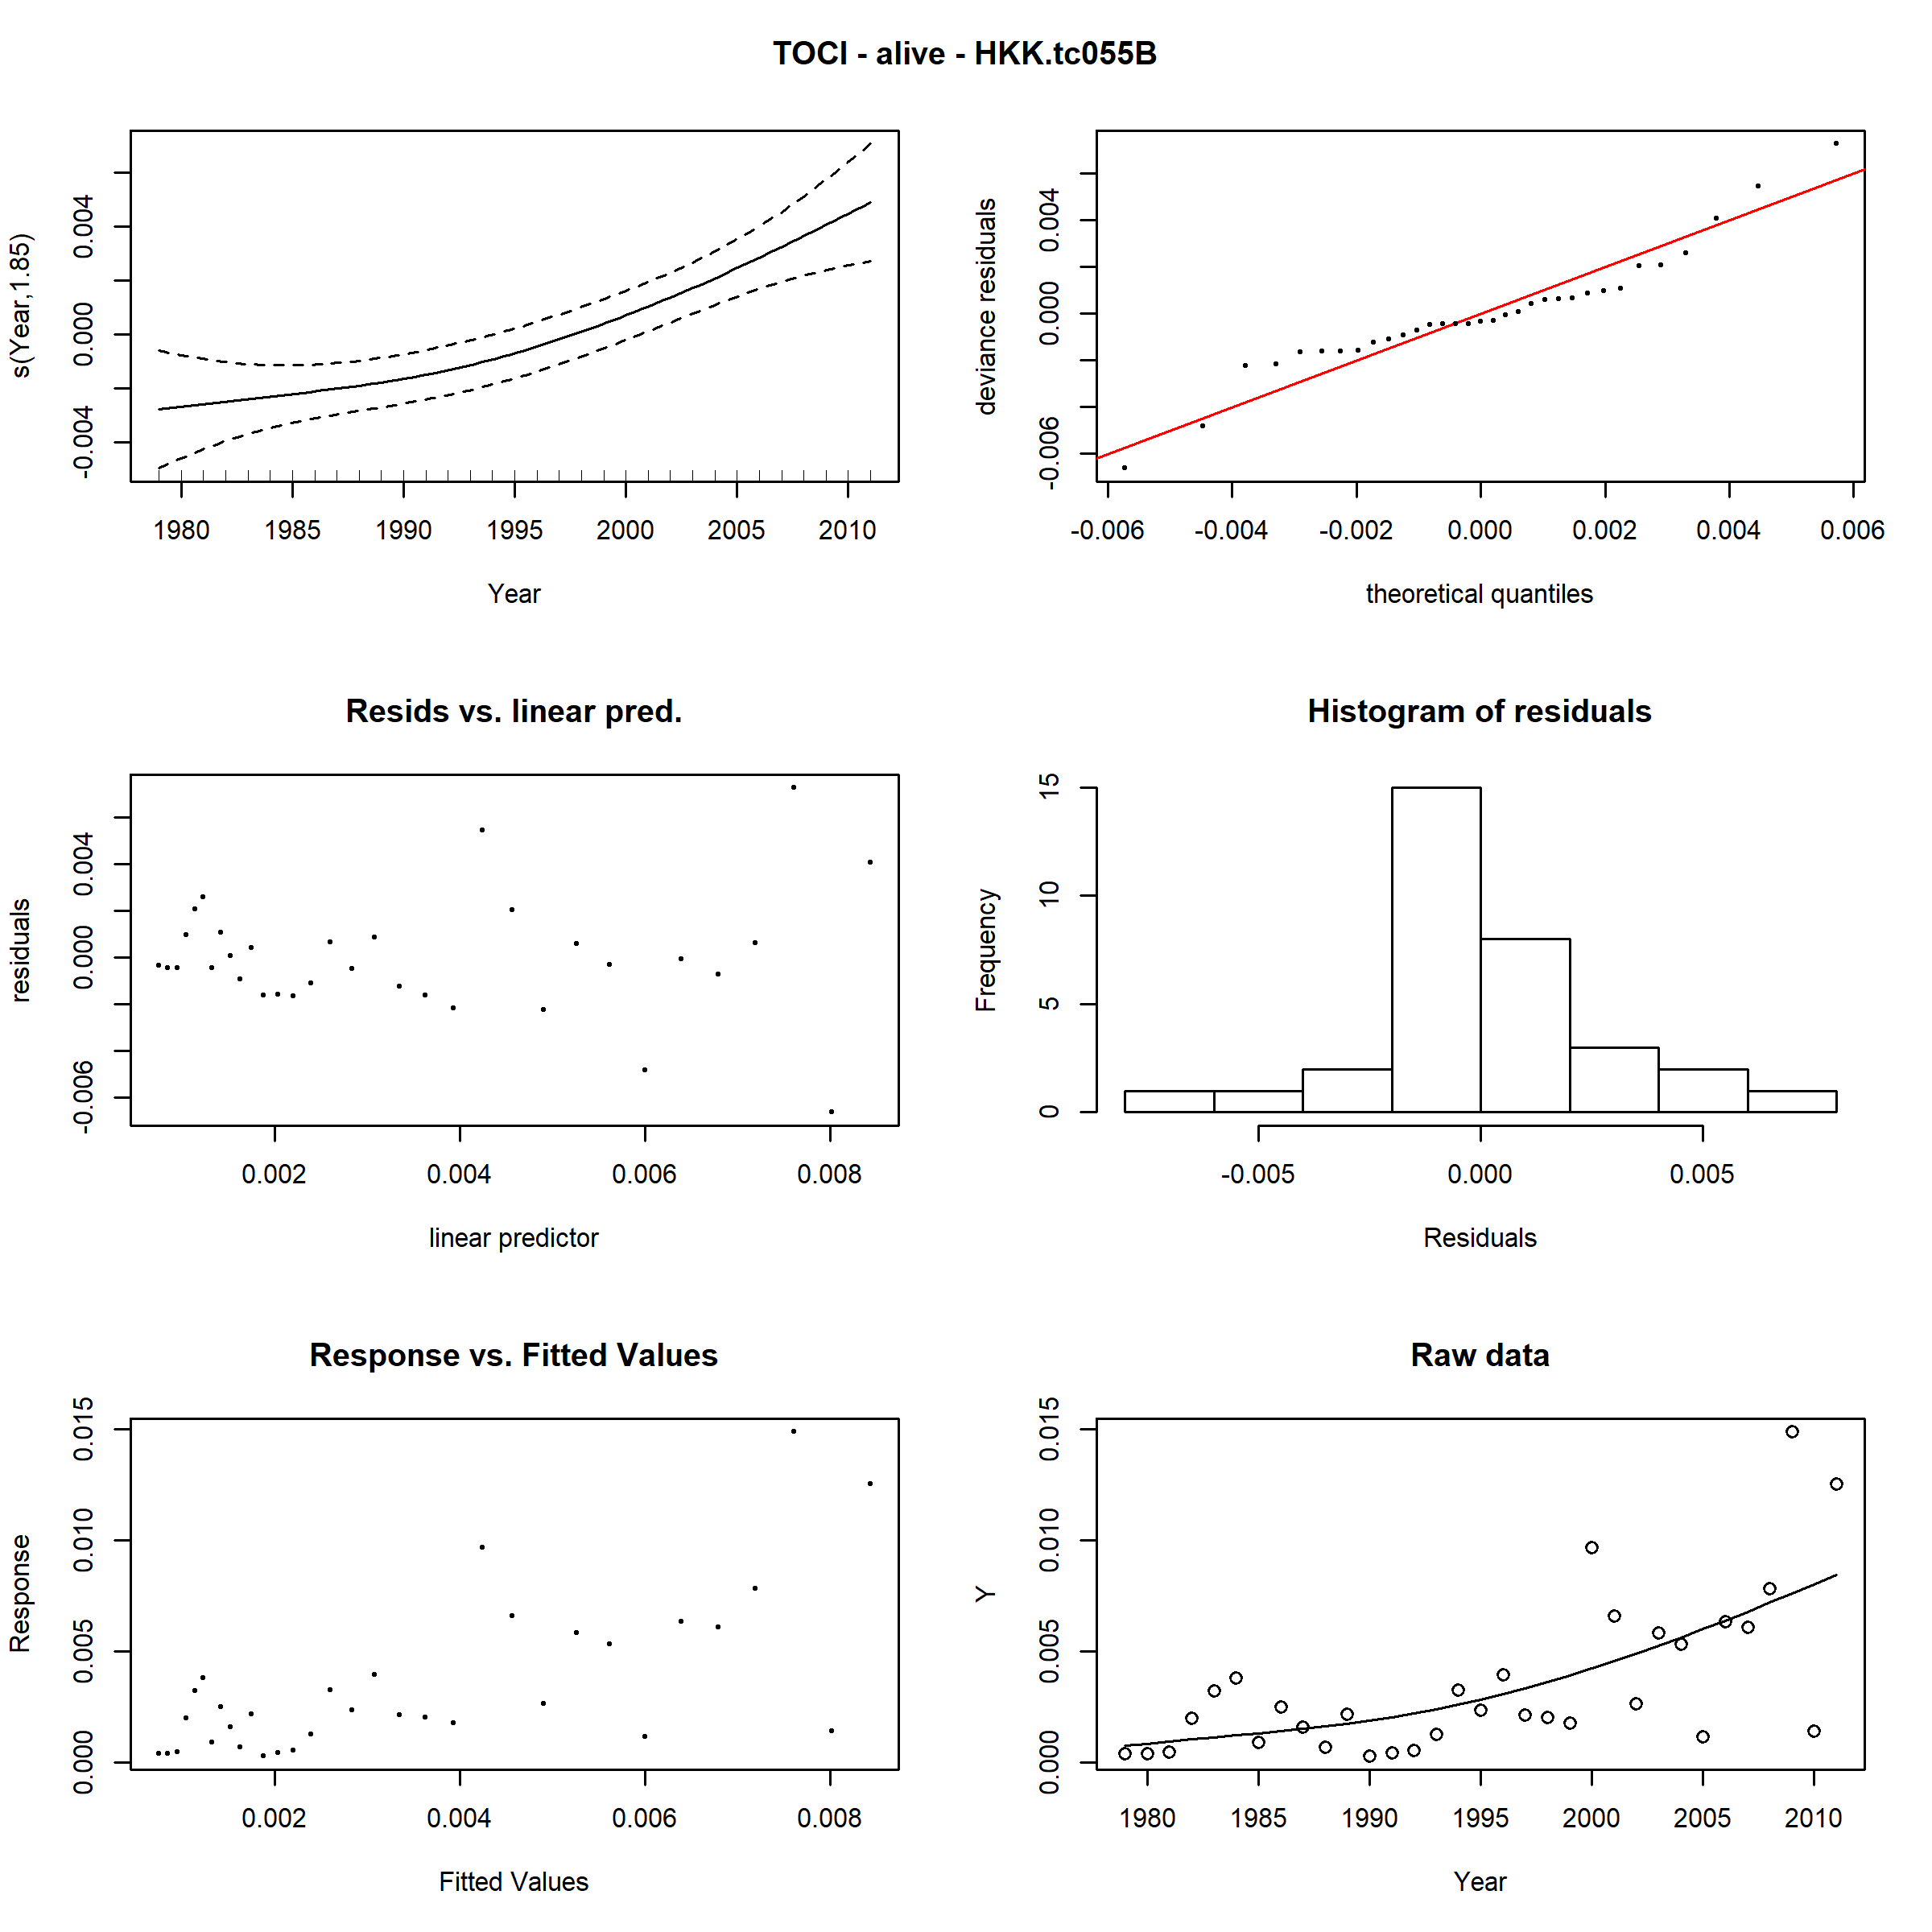 TOCI - alive - HKK.tc055B
s(Year,1.85)
-0.004 0.000 0.004
1980 1985 1990 1995 2000 2005 2010
Year
deviance residuals
-0.006 0.000 0.004
-0.006 -0.004 -0.002 0.000 0.002 0.004 0.006
theoretical quantiles
Resids vs. linear pred.
residuals
-0.006 0.000 0.004
0.002 0.004 0.006 0.008
linear predictor
Histogram of residuals
Frequency
0 5 10 15
-0.005 0.000 0.005
Residuals
Response vs. Fitted Values
Response
0.000 0.005 0.010 0.015
0.002 0.004 0.006 0.008
Fitted Values
Raw data
Y
0.000 0.005 0.010 0.015
1980 1985 1990 1995 2000 2005 2010
Year